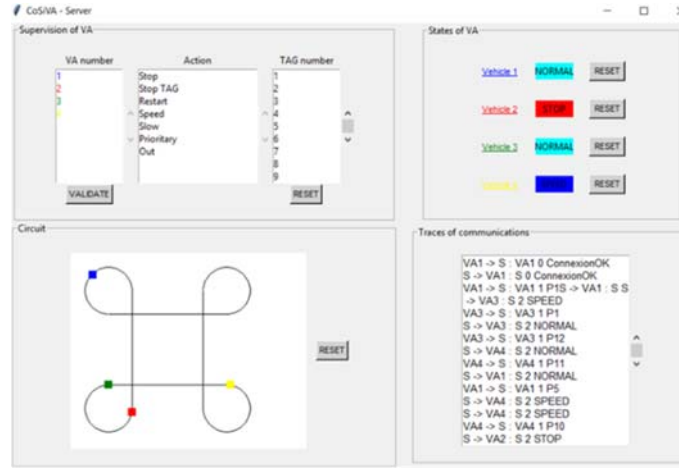 CoSiVA - Server
Supervision of VA
VA number
Action
TAG number
1
2
3
Stop
Stop TAG
Restart
Speed
Slow
Prioritary
Out
1
2
3
4
5
6
7
8
9
VALIDATE
RESET
States of VA
Vehicle 1 NORMAL RESET
Vehicle 2 STOP RESET
Vehicle 3 NORMAL RESET
RESET
Circuit
RESET
Traces of communications
VA1 -> S : VA1 0 ConnexionOK
S -> VA1 : S 0 ConnexionOK
VA1 -> S : VA1 1 P1S -> VA1 : S S
-> VA3 : S 2 SPEED
VA3 -> S : VA3 1 P1
S -> VA3 : S 2 NORMAL
VA3 -> S : VA3 1 P12
S -> VA4 : S 2 NORMAL
VA4 -> S : VA4 1 P11
S -> VA1 : S 2 NORMAL
VA1 -> S : VA1 1 P5
S -> VA4 : S 2 SPEED
S -> VA4 : S 2 SPEED
VA4 -> S : VA4 1 P10
S -> VA2 : S 2 STOP